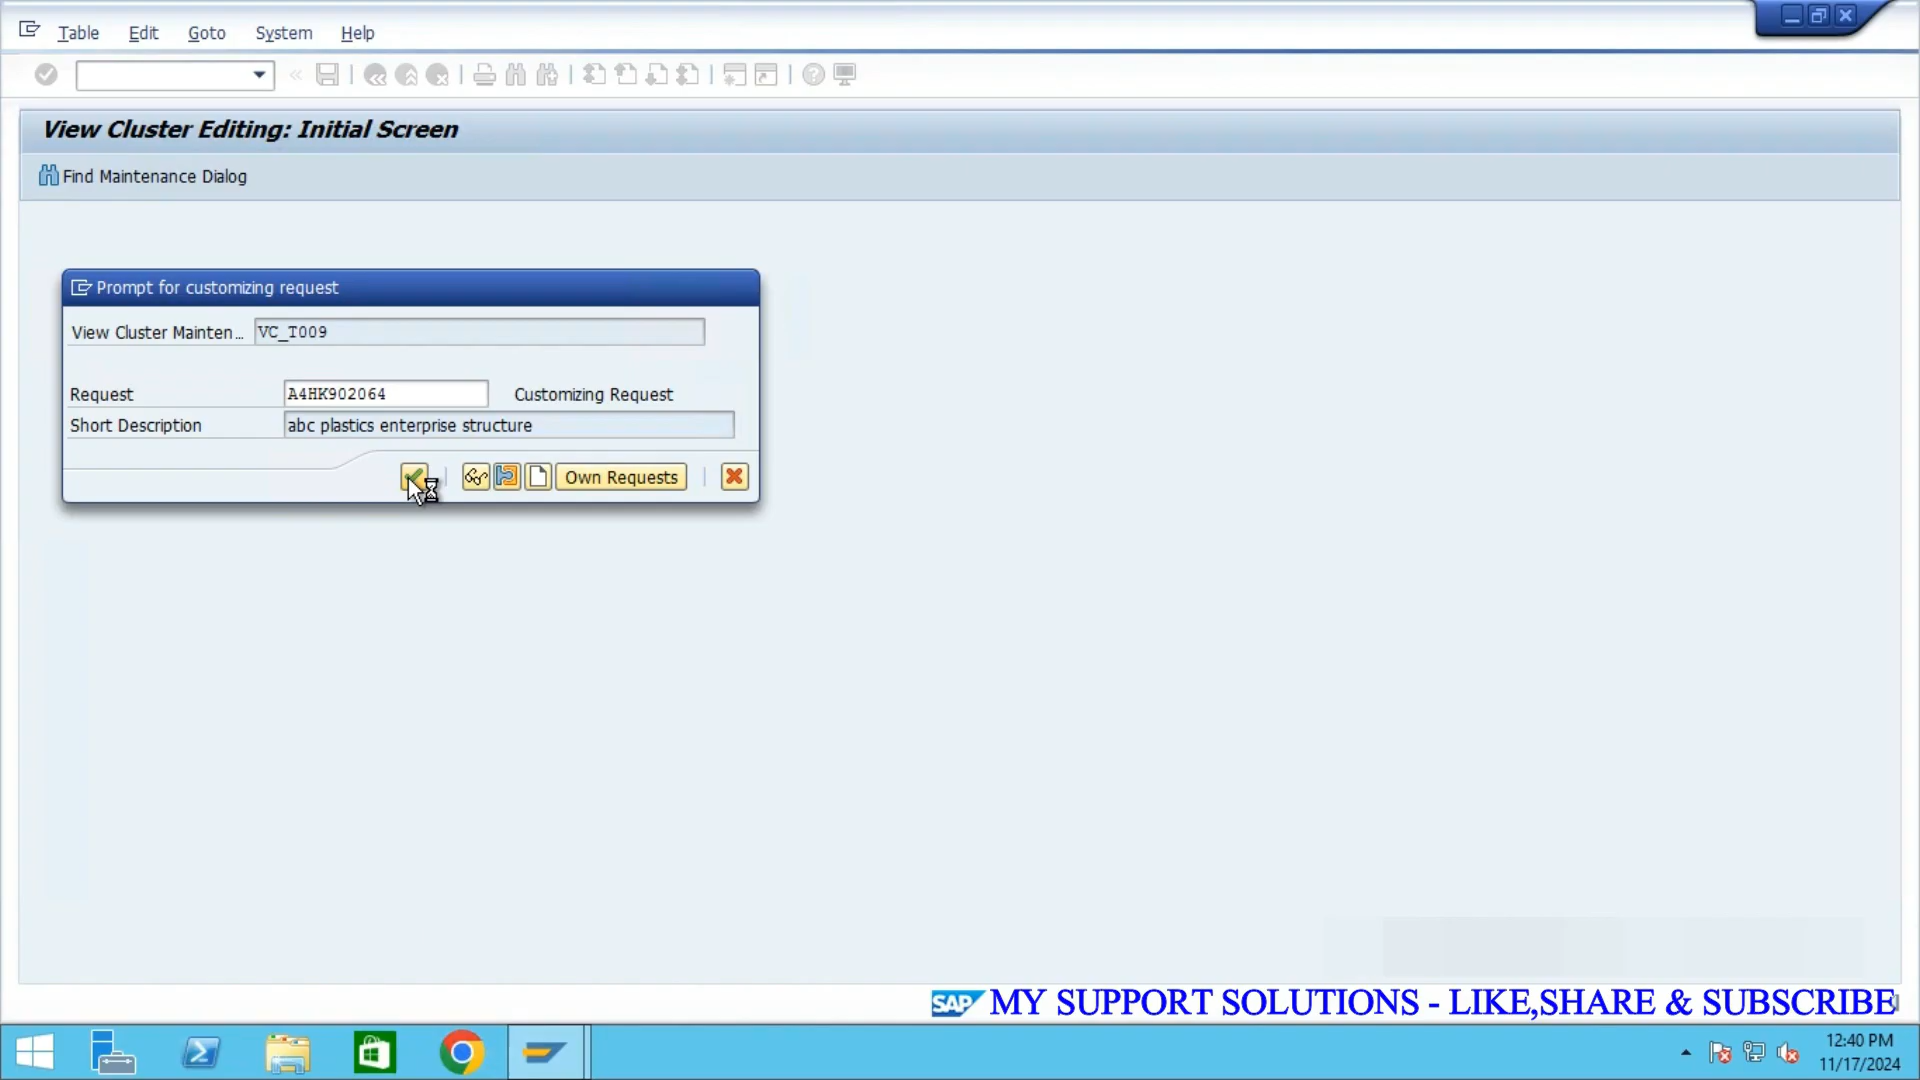 Table Edit Goto System Help
View Cluster Editing: Initial Screen
Find Maintenance Dialog
Prompt for customizing request
View Cluster Mainten… VC_T009
Request A4HK902064 Customizing Request
Short Description abc plastics enterprise structure
Own Requests
SAP MY SUPPORT SOLUTIONS - LIKE,SHARE & SUBSCRIBE
12:40 PM
11/17/2024